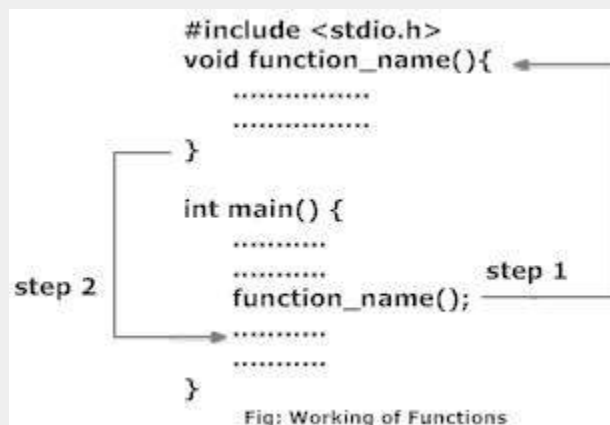 #include <stdio.h>
void function_name(){
................
................
}
int main() {
...........
...........
step 1
step 2
function_name();
...........
...........
}
Fig: Working of Functions